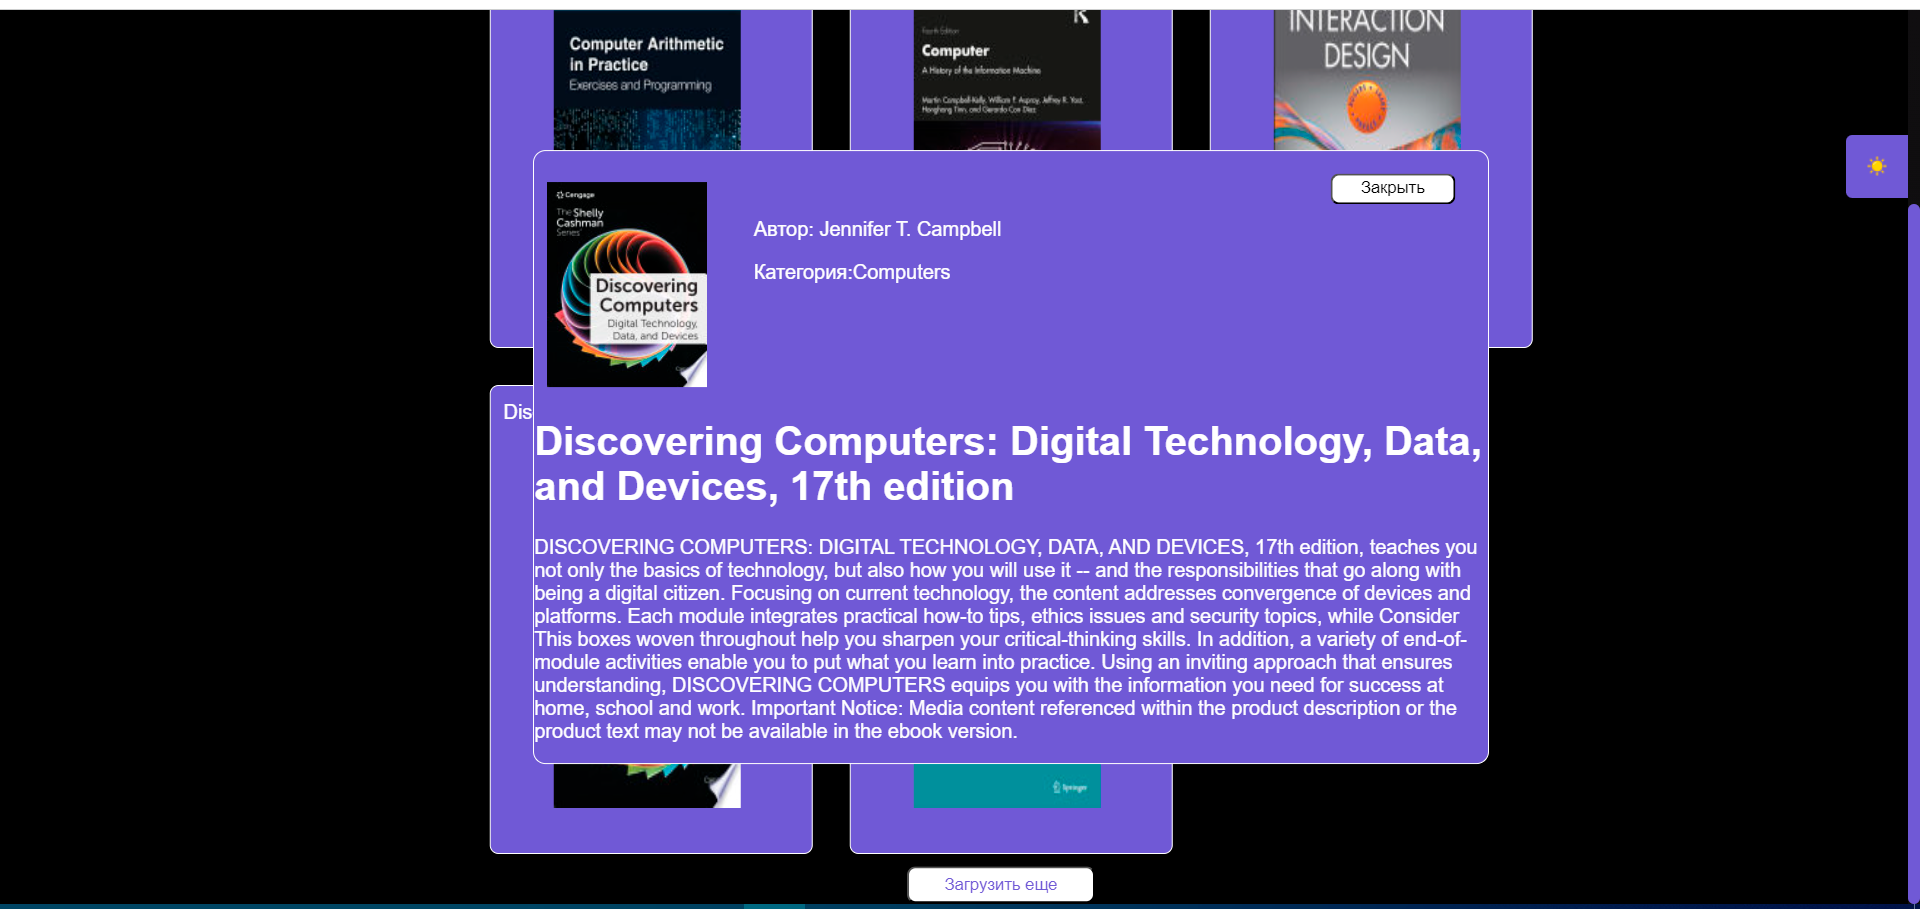 Computer Arithmetic
in Practice
Exercises and Programming
Fourth Edition
Computer
A History of the Information Machine
Martin Campbell-Kelly, William F. Aspray, Jeffrey R. Yost,
Honghong Tinn, and Gerardo Con Díaz
INTERACTION
DESIGN
Закрыть
Cengage
The Shelly
Cashman
Series
Discovering
Computers
Digital Technology,
Data, and Devices
Автор: Jennifer T. Campbell
Категория:Computers
Dis
Discovering Computers: Digital Technology, Data,
and Devices, 17th edition
DISCOVERING COMPUTERS: DIGITAL TECHNOLOGY, DATA, AND DEVICES, 17th edition, teaches you
not only the basics of technology, but also how you will use it -- and the responsibilities that go along with
being a digital citizen. Focusing on current technology, the content addresses convergence of devices and
platforms. Each module integrates practical how-to tips, ethics issues and security topics, while Consider
This boxes woven throughout help you sharpen your critical-thinking skills. In addition, a variety of end-of-
module activities enable you to put what you learn into practice. Using an inviting approach that ensures
understanding, DISCOVERING COMPUTERS equips you with the information you need for success at
home, school and work. Important Notice: Media content referenced within the product description or the
product text may not be available in the ebook version.
Springer
Загрузить еще